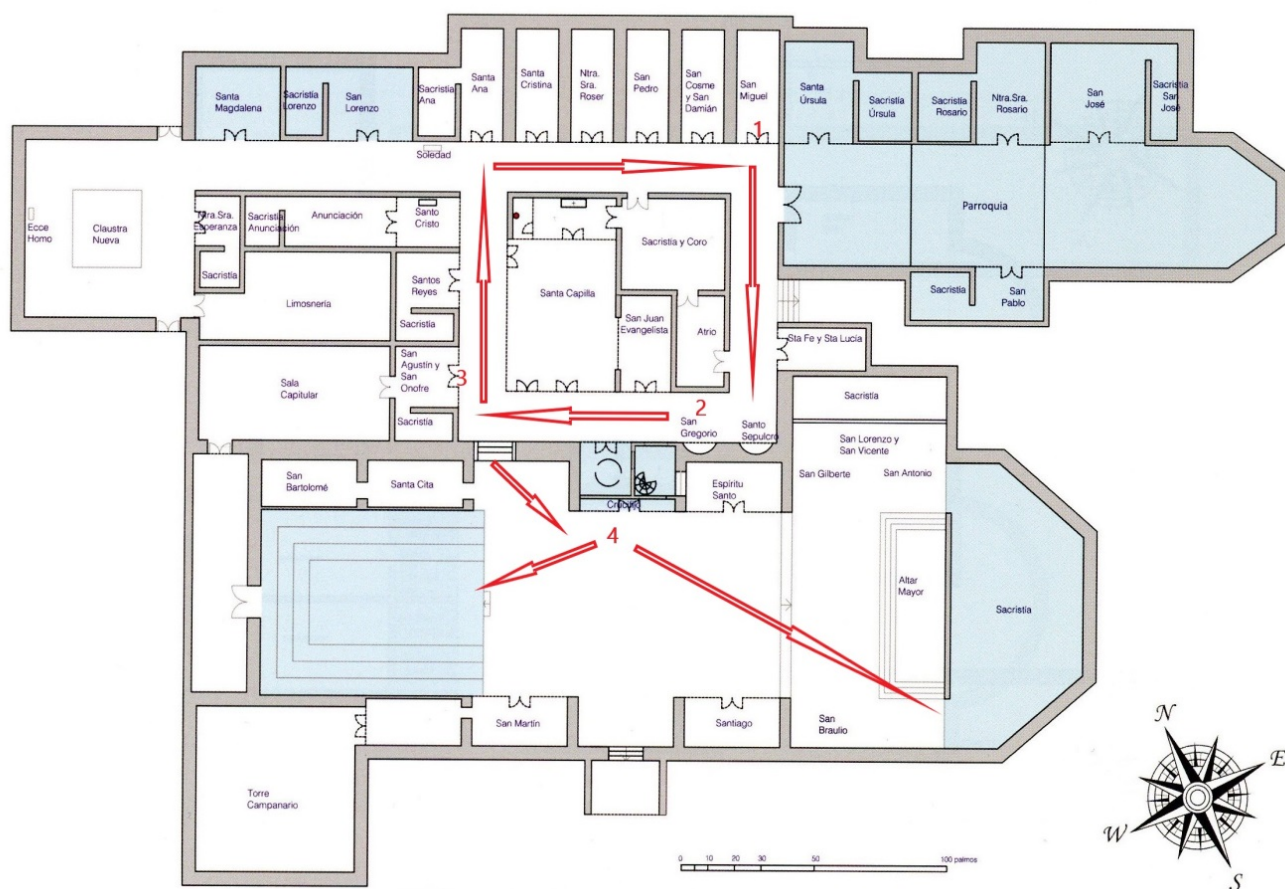 Santa
Magdalena
Sacristía
Lorenzo
San
Lorenzo
Sacristía
Ana
Santa
Ana
Santa
Cristina
Ntra.
Sra.
Roser
San
Pedro
San
Cosme
y San
Damián
San
Miguel
1
Santa
Úrsula
Sacristía
Úrsula
Sacristía
Rosario
Ntra.Sra.
Rosario
San
José
Sacristía
San
José
Soledad
Ecce
Homo
Claustra
Nueva
Ntra.Sra.
Esperanza
Sacristía
Anunciación
Anunciación
Santo
Cristo
Sacristía y Coro
Parroquia
Sacristía
Limosnería
Santos
Reyes
Sacristía
Santa Capilla
San Juan
Evangelista
Atrio
Sacristía
San
Pablo
Sta Fe y Sta Lucía
Sala
Capitular
San
Agustín y
San
Onofre
3
Sacristía
2
San
Gregorio
Santo
Sepulcro
Sacristía
San Lorenzo y
San Vicente
San Gilberte
San Antonio
San
Bartolomé
Santa Cita
Espíritu
Santo
Crucifijo
4
Altar
Mayor
Sacristía
San Martín
Santiago
San
Braulio
Torre
Campanario
N
E
W
S
0 10 20 30 50 100 palmos